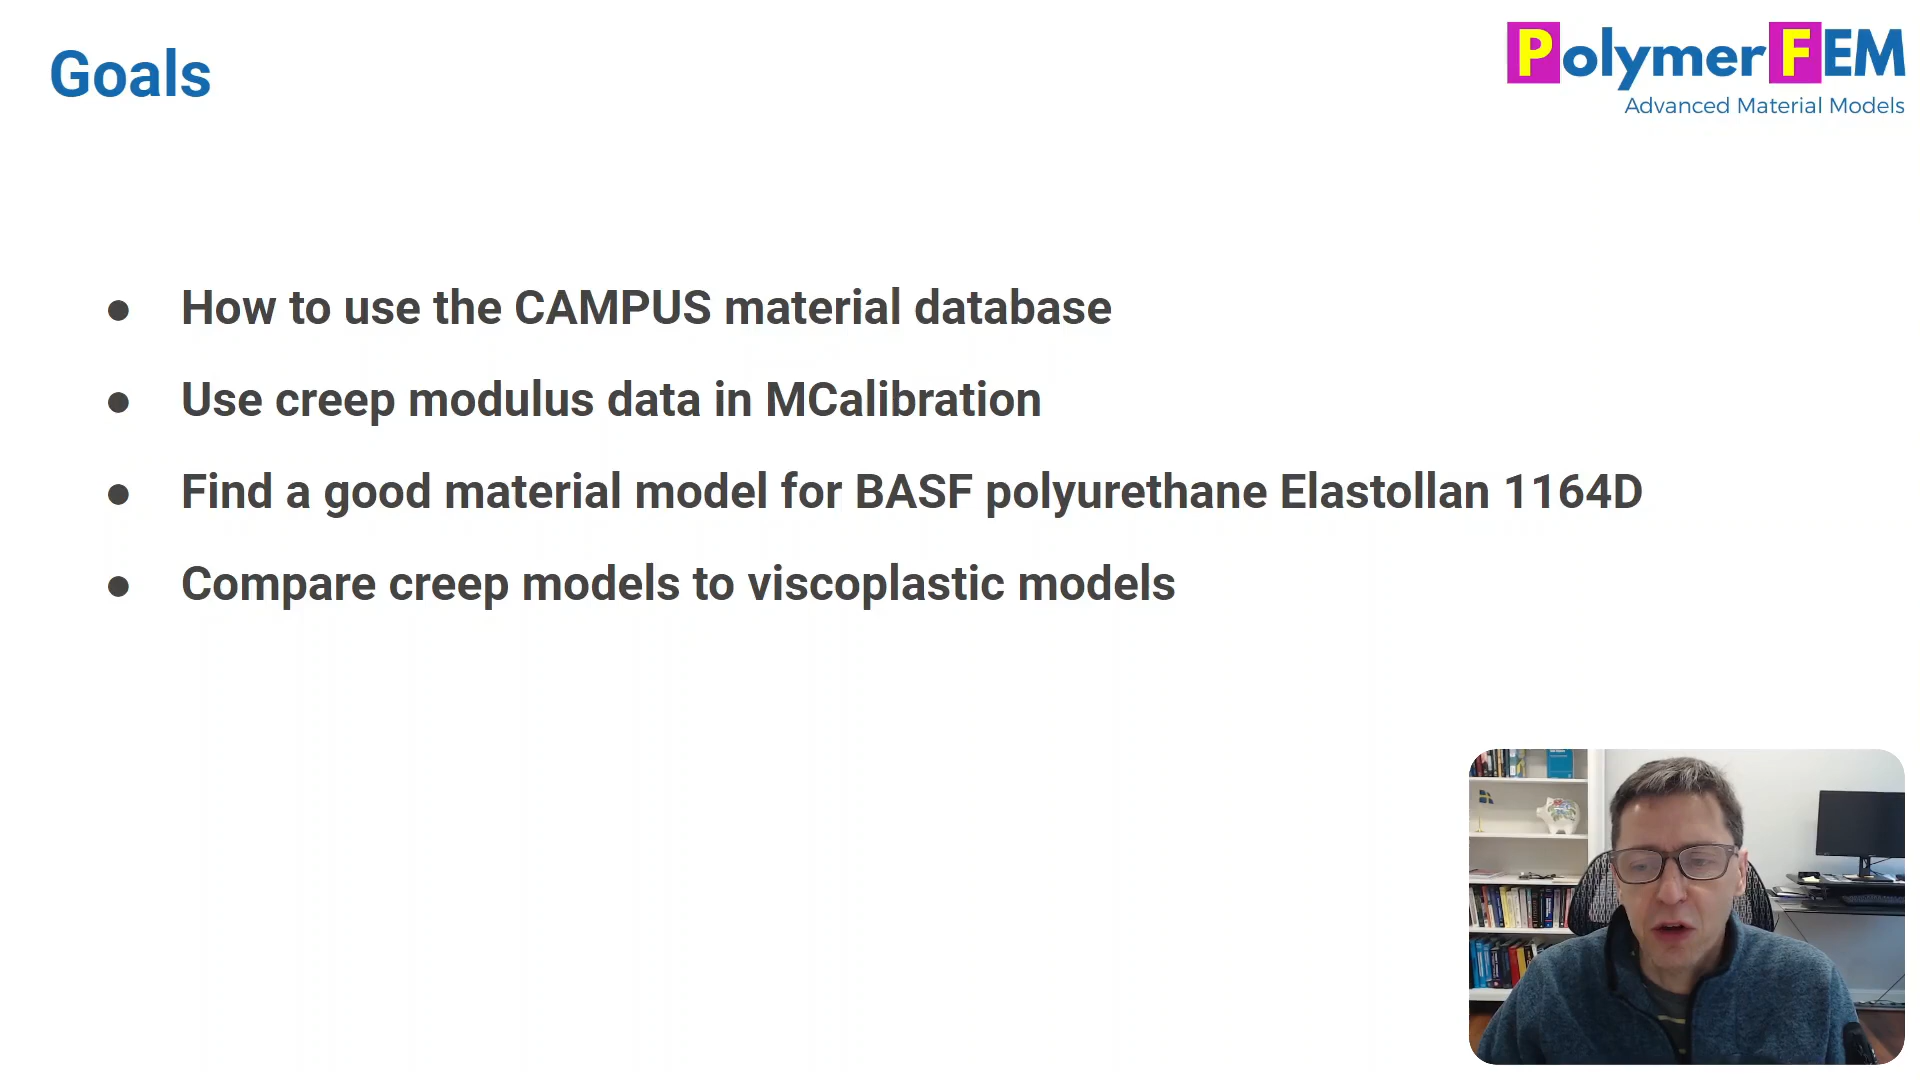 Goals
PolymerFEM
Advanced Material Models
● How to use the CAMPUS material database
● Use creep modulus data in MCalibration
● Find a good material model for BASF polyurethane Elastollan 1164D
● Compare creep models to viscoplastic models